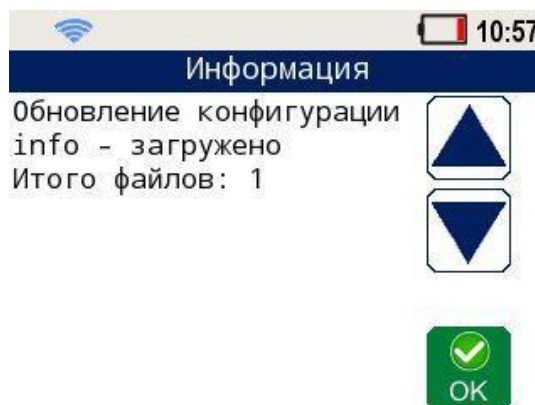 10:57
Информация
Обновление конфигурации
info - загружено
Итого файлов: 1
OK